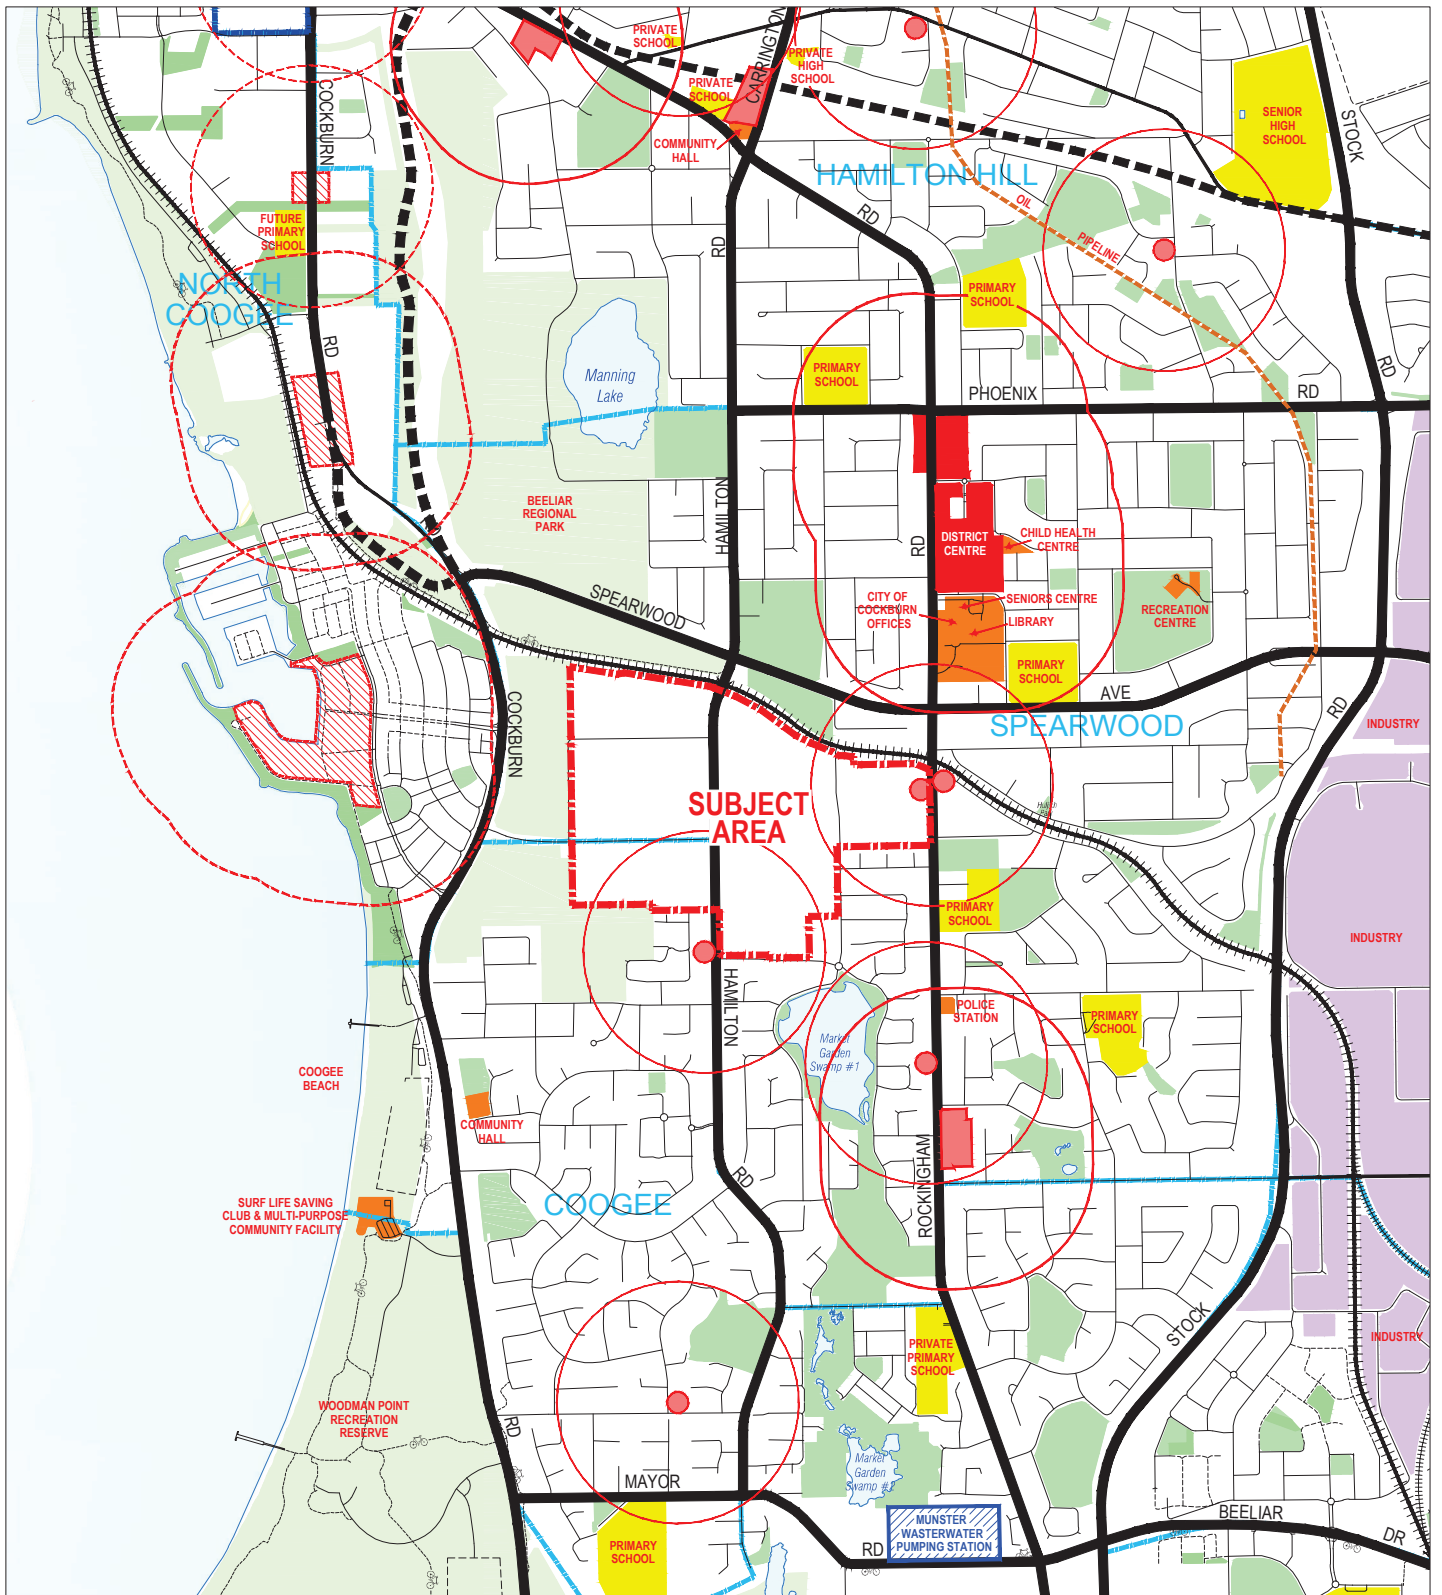 PRIVATE
SCHOOL
CARRINGTON
PRIVATE
HIGH
SCHOOL
PRIVATE
SCHOOL
COMMUNITY
HALL
SENIOR
HIGH
SCHOOL
STOCK
COCKBURN
HAMILTON HILL
OIL
PIPELINE
RD
RD
FUTURE
PRIMARY
SCHOOL
NORTH
COOGEE
RD
PRIMARY
SCHOOL
Manning
Lake
PRIMARY
SCHOOL
PHOENIX
RD
RD
BEELIAR
REGIONAL
PARK
HAMILTON
RD
DISTRICT
CENTRE
CHILD HEALTH
CENTRE
SPEARWOOD
CITY OF
COCKBURN
OFFICES
SENIORS CENTRE
LIBRARY
RECREATION
CENTRE
PRIMARY
SCHOOL
AVE
SPEARWOOD
RD
INDUSTRY
COCKBURN
SUBJECT
AREA
PRIMARY
SCHOOL
INDUSTRY
HAMILTON
POLICE
STATION
PRIMARY
SCHOOL
Market
Garden
Swamp #1
COOGEE
BEACH
COMMUNITY
HALL
ROCKINGHAM
RD
COOGEE
SURF LIFE SAVING
CLUB & MULTI-PURPOSE
COMMUNITY FACILITY
STOCK
INDUSTRY
PRIVATE
PRIMARY
SCHOOL
WOODMAN POINT
RECREATION
RESERVE
RD
MAYOR
Market
Garden
Swamp #2
MUNSTER
WASTERWATER
PUMPING STATION
BEELIAR
DR
RD
PRIMARY
SCHOOL